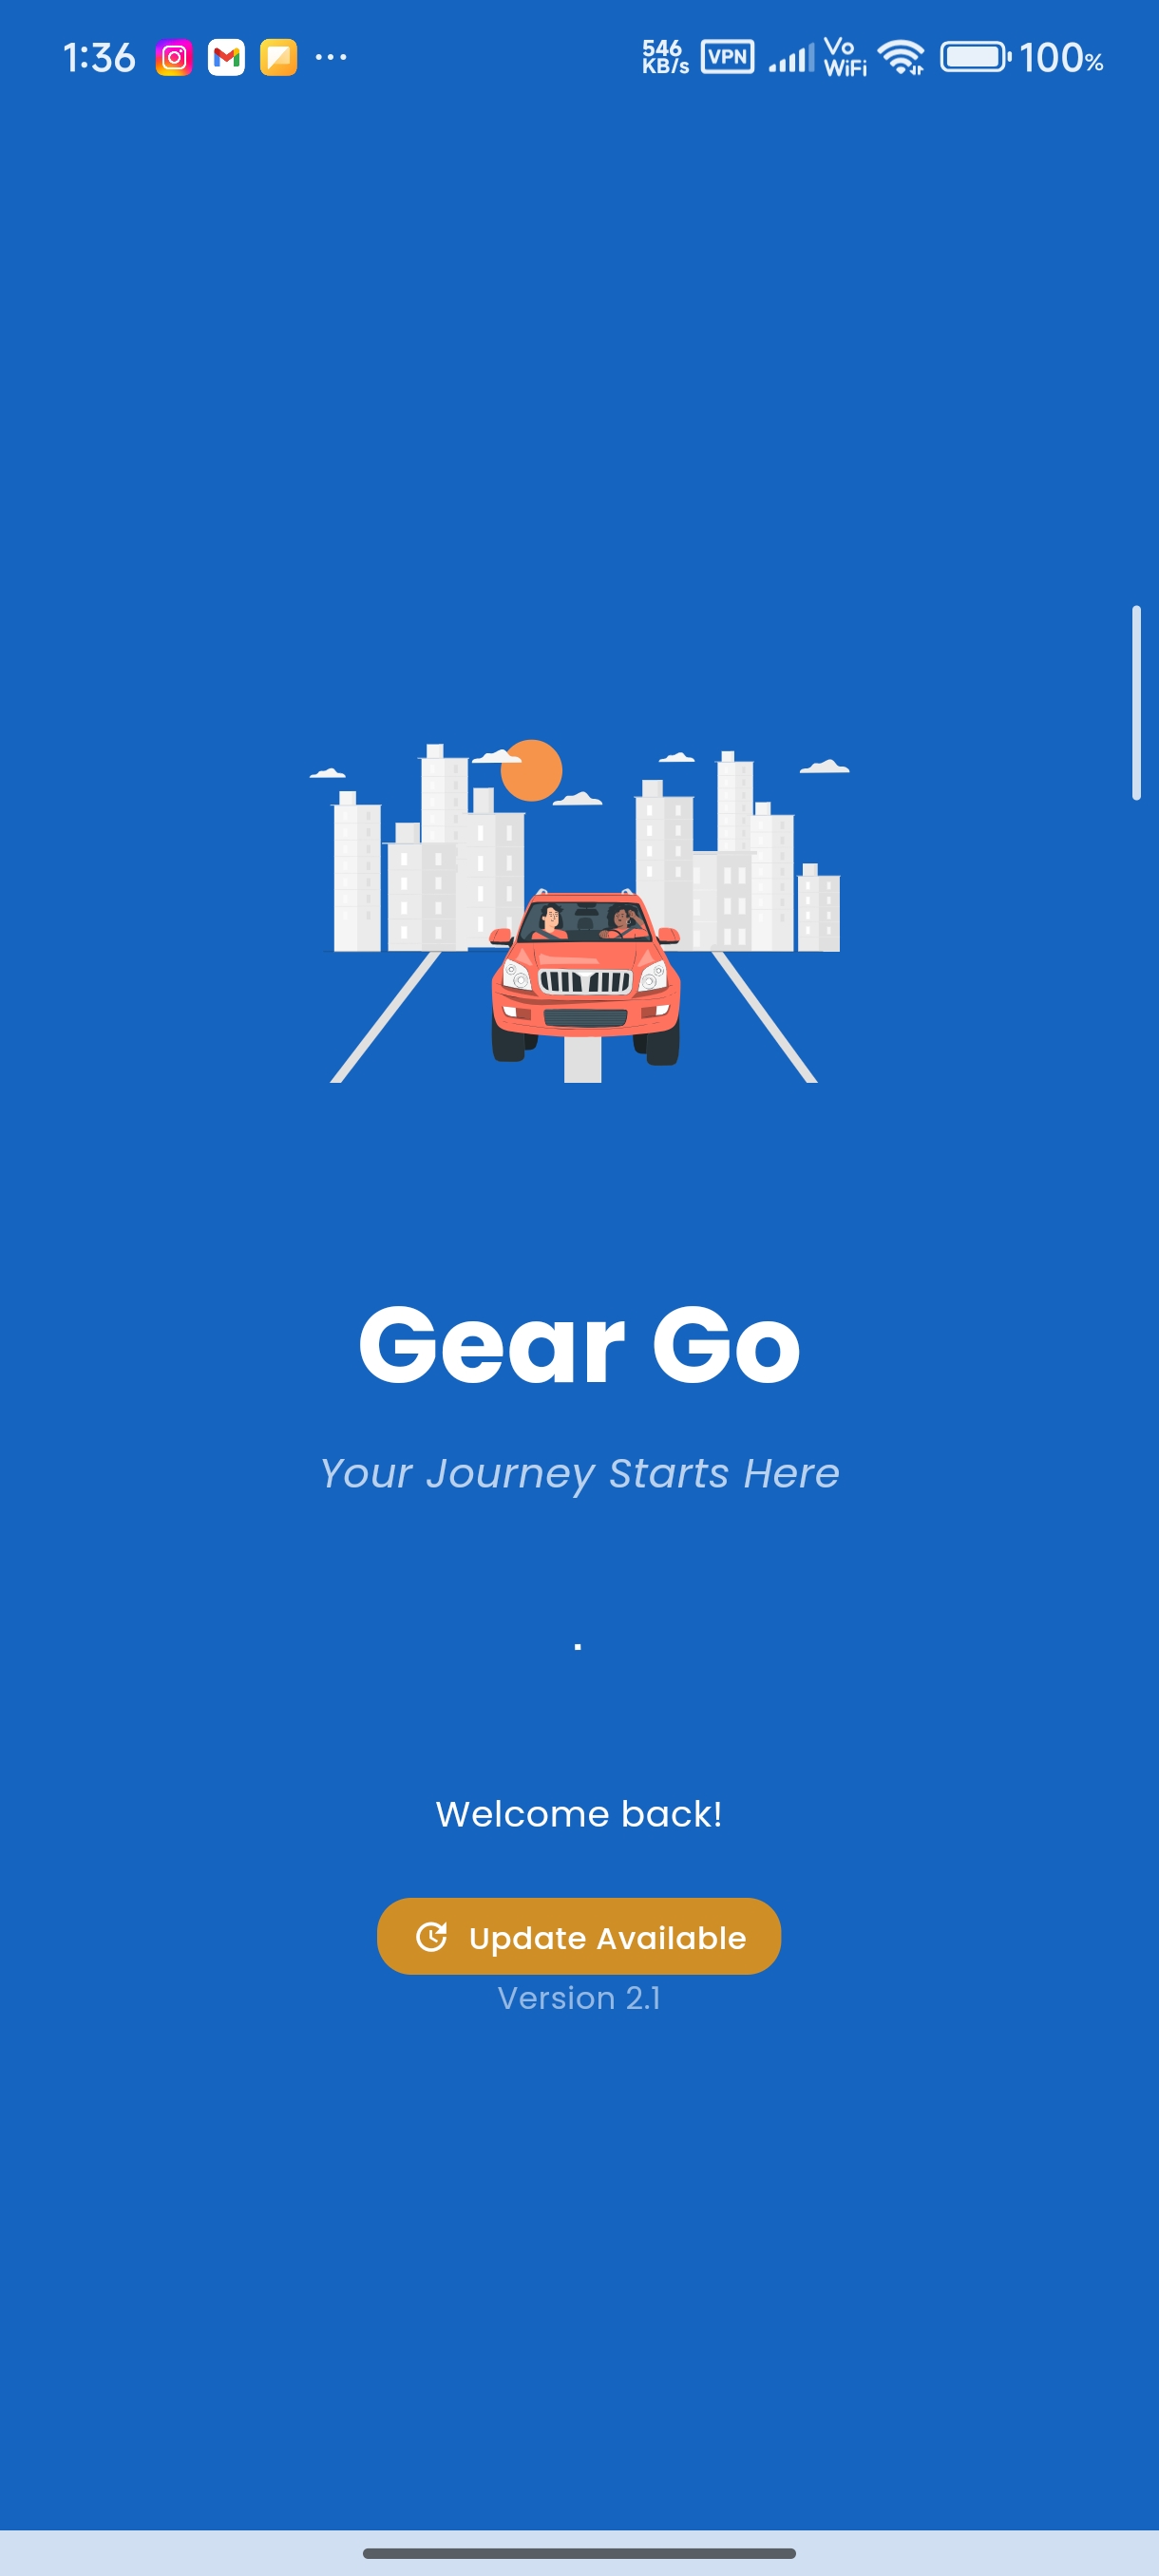 1:36 ... 546 KB/s VPN Vo WiFi 100%
Gear Go
Your Journey Starts Here
.
Welcome back!
Update Available
Version 2.1